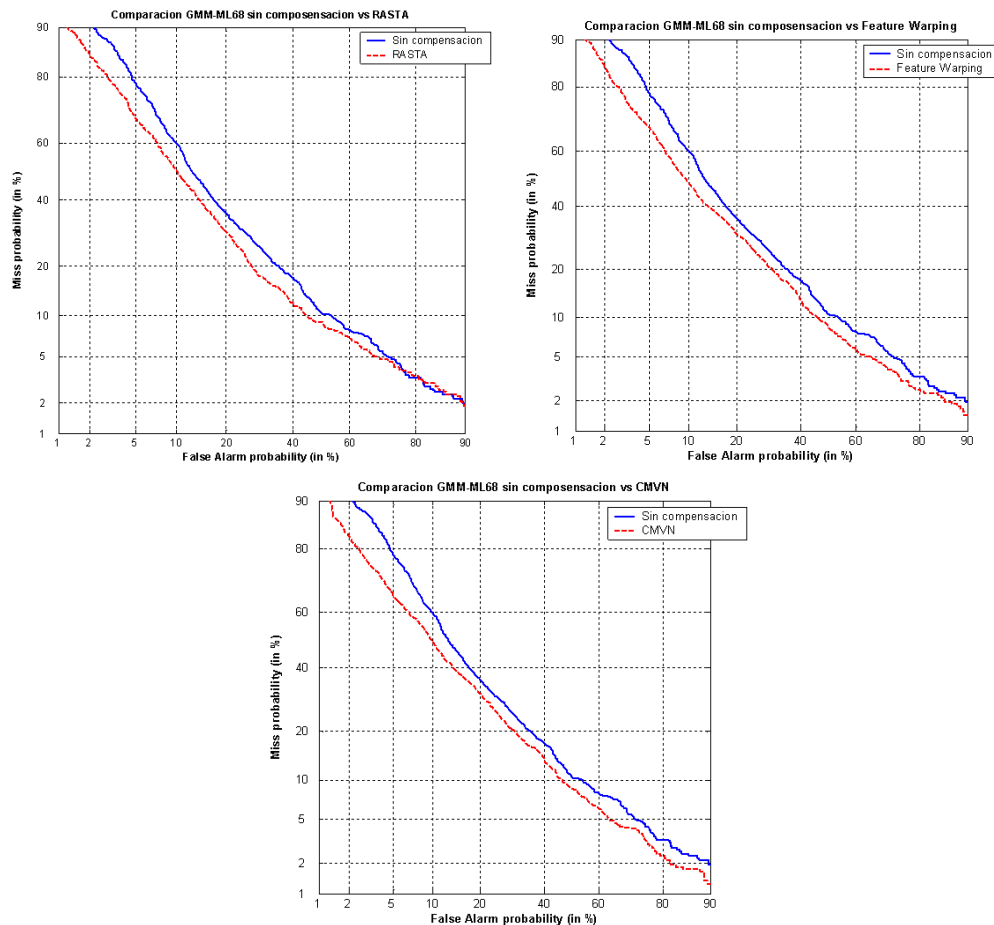 Comparacion GMM-ML68 sin composensacion vs RASTA
Sin compensacion
RASTA
Miss probability (in %)
90
80
60
40
20
10
5
2
1
1 2 5 10 20 40 60 80 90
False Alarm probability (in %)
Comparacion GMM-ML68 sin composensacion vs Feature Warping
Sin compensacion
Feature Warping
Miss probability (in %)
90
80
60
40
20
10
5
2
1
1 2 5 10 20 40 60 80 90
False Alarm probability (in %)
Comparacion GMM-ML68 sin composensacion vs CMVN
Sin compensacion
CMVN
Miss probability (in %)
90
80
60
40
20
10
5
2
1
1 2 5 10 20 40 60 80 90
False Alarm probability (in %)